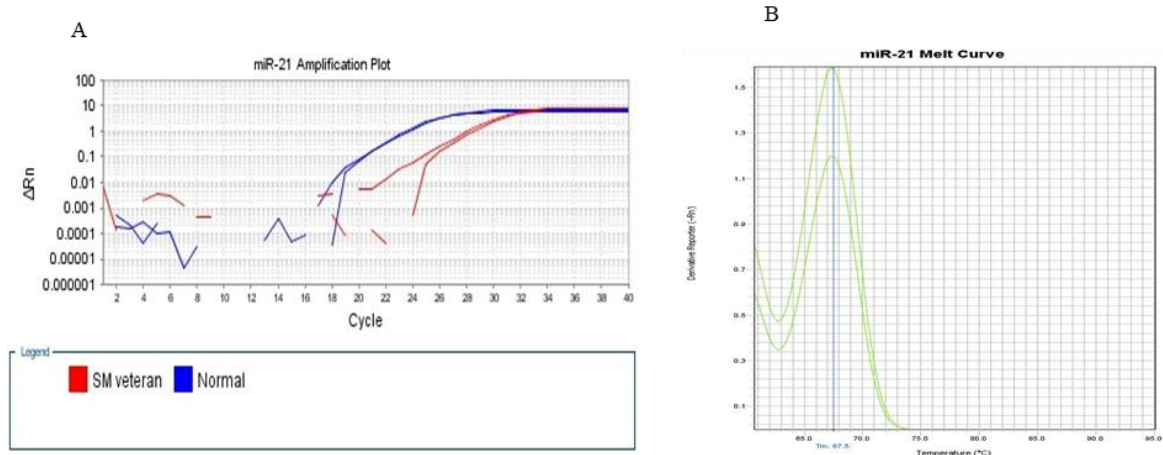 A
miR-21 Amplification Plot
ΔRn
100
10
1
0.1
0.01
0.001
0.0001
0.00001
0.000001
2 4 6 8 10 12 14 16 18 20 22 24 26 28 30 32 34 36 38 40
Cycle
Legend
SM veteran Normal
B
miR-21 Melt Curve
Derivative Reporter (-Rn)
1.5
1.3
1.1
0.9
0.7
0.5
0.3
0.1
65.0 70.0 75.0 80.0 85.0 90.0 95.0
Tm: 67.5
Temperature (°C)